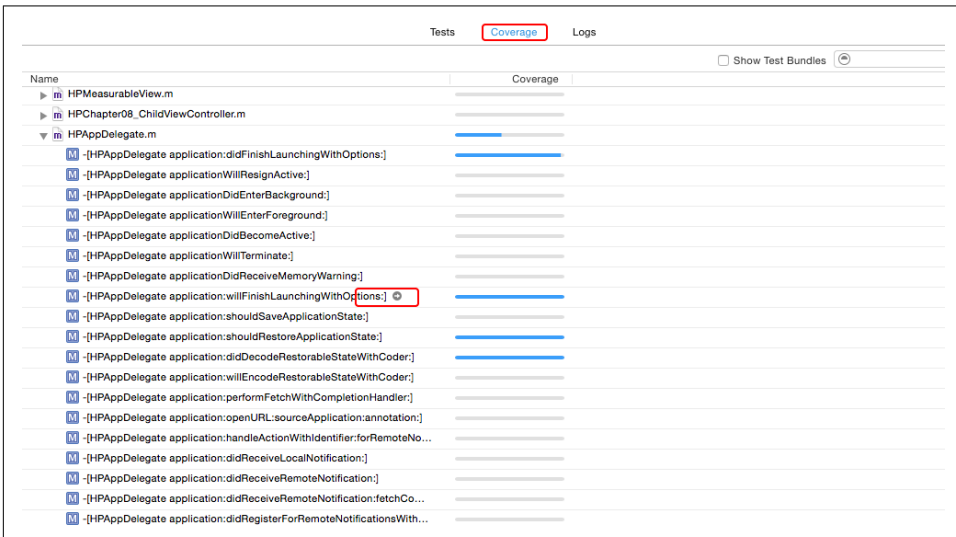 Tests Coverage Logs
Show Test Bundles
Name Coverage
m HPMeasurableView.m
m HPChapter08_ChildViewController.m
m HPAppDelegate.m
M -[HPAppDelegate application:didFinishLaunchingWithOptions:]
M -[HPAppDelegate applicationWillResignActive:]
M -[HPAppDelegate applicationDidEnterBackground:]
M -[HPAppDelegate applicationWillEnterForeground:]
M -[HPAppDelegate applicationDidBecomeActive:]
M -[HPAppDelegate applicationWillTerminate:]
M -[HPAppDelegate applicationDidReceiveMemoryWarning:]
M -[HPAppDelegate application:willFinishLaunchingWithOptions:]
M -[HPAppDelegate application:shouldSaveApplicationState:]
M -[HPAppDelegate application:shouldRestoreApplicationState:]
M -[HPAppDelegate application:didDecodeRestorableStateWithCoder:]
M -[HPAppDelegate application:willEncodeRestorableStateWithCoder:]
M -[HPAppDelegate application:performFetchWithCompletionHandler:]
M -[HPAppDelegate application:openURL:sourceApplication:annotation:]
M -[HPAppDelegate application:handleActionWithIdentifier:forRemoteNo...
M -[HPAppDelegate application:didReceiveLocalNotification:]
M -[HPAppDelegate application:didReceiveRemoteNotification:]
M -[HPAppDelegate application:didReceiveRemoteNotification:fetchCo...
M -[HPAppDelegate application:didRegisterForRemoteNotificationsWith...